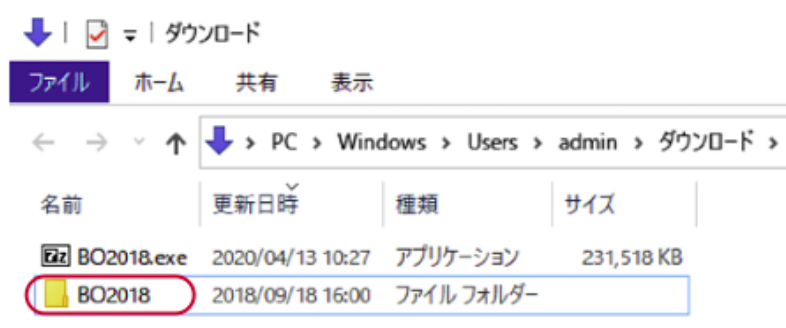 ダウンロード
ファイル ホーム 共有 表示
PC › Windows › Users › admin › ダウンロード ›
名前 更新日時 種類 サイズ
BO2018.exe 2020/04/13 10:27 アプリケーション 231,518 KB
BO2018 2018/09/18 16:00 ファイル フォルダー